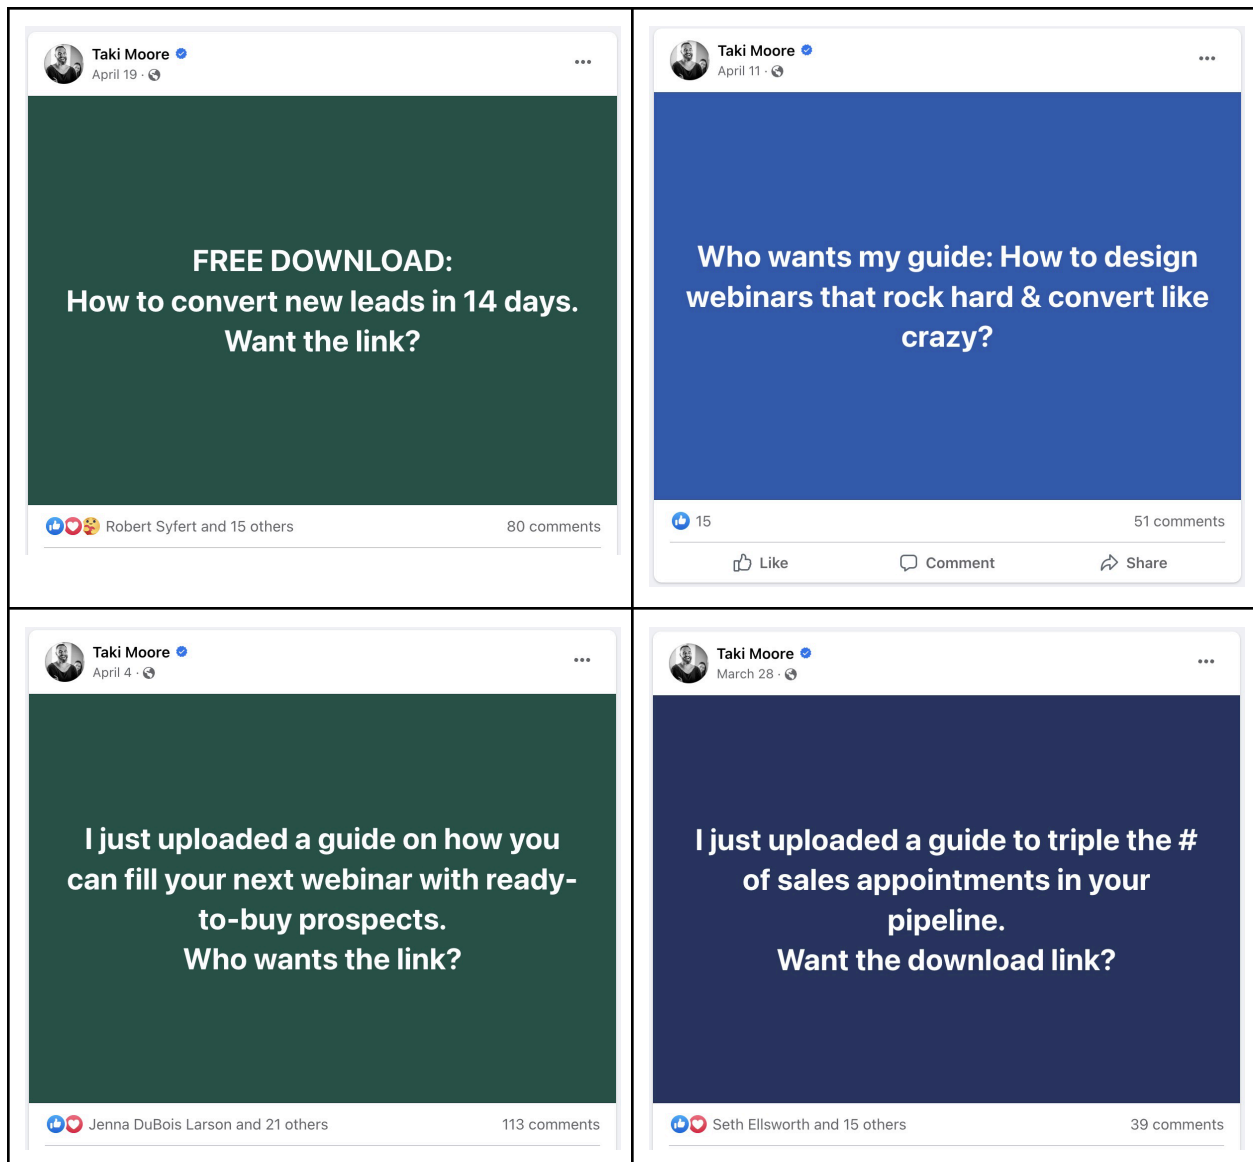 Taki Moore
April 19 ·
FREE DOWNLOAD:
How to convert new leads in 14 days.
Want the link?
Robert Syfert and 15 others
80 comments
Taki Moore
April 11 ·
Who wants my guide: How to design
webinars that rock hard & convert like
crazy?
15
51 comments
Like
Comment
Share
Taki Moore
April 4 ·
I just uploaded a guide on how you
can fill your next webinar with ready-
to-buy prospects.
Who wants the link?
Jenna DuBois Larson and 21 others
113 comments
Taki Moore
March 28 ·
I just uploaded a guide to triple the #
of sales appointments in your
pipeline.
Want the download link?
Seth Ellsworth and 15 others
39 comments